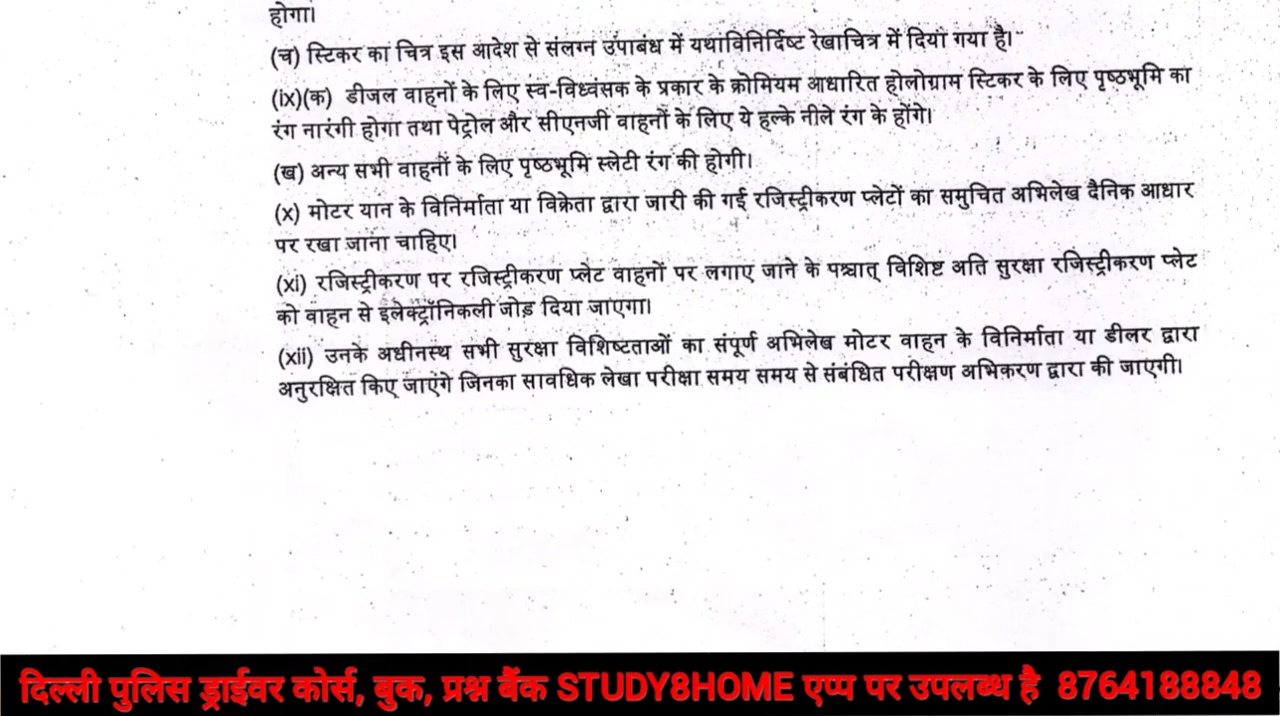 होगा।
(च) स्टिकर का चित्र इस आदेश से संलग्न उपाबंध में यथाविनिर्दिष्ट रेखाचित्र में दिया गया है।
(ix)(क) डीजल वाहनों के लिए स्व-विध्वंसक के प्रकार के क्रोमियम आधारित होलोग्राम स्टिकर के लिए पृष्ठभूमि का
रंग नारंगी होगा तथा पेट्रोल और सीएनजी वाहनों के लिए ये हल्के नीले रंग के होंगे।
(ख) अन्य सभी वाहनों के लिए पृष्ठभूमि स्लेटी रंग की होगी।
(x) मोटर यान के विनिर्माता या विक्रेता द्वारा जारी की गई रजिस्ट्रीकरण प्लेटों का समुचित अभिलेख दैनिक आधार
पर रखा जाना चाहिए।
(xi) रजिस्ट्रीकरण पर रजिस्ट्रीकरण प्लेट वाहनों पर लगाए जाने के पश्चात् विशिष्ट अति सुरक्षा रजिस्ट्रीकरण प्लेट
को वाहन से इलेक्ट्रॉनिकली जोड़ दिया जाएगा।
(xii) उनके अधीनस्थ सभी सुरक्षा विशिष्टताओं का संपूर्ण अभिलेख मोटर वाहन के विनिर्माता या डीलर द्वारा
अनुरक्षित किए जाएंगे जिनका सावधिक लेखा परीक्षा समय समय से संबंधित परीक्षण अभिकरण द्वारा की जाएगी।
दिल्ली पुलिस ड्राईवर कोर्स, बुक, प्रश्न बैंक STUDY8HOME एप्प पर उपलब्ध है 8764188848